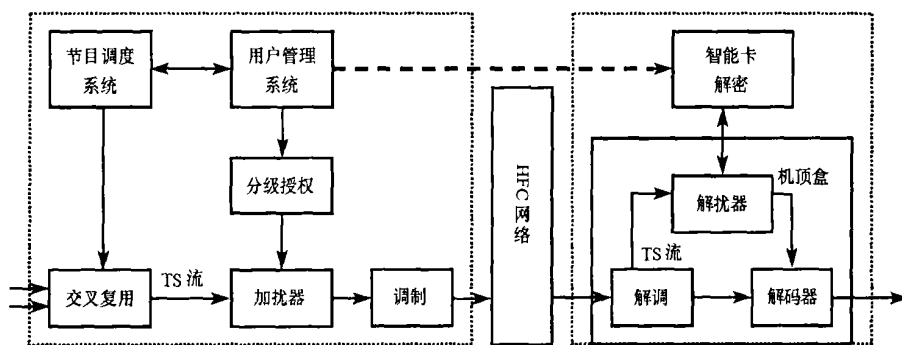 节目调度
系统
用户管理
系统
智能卡
解密
分级授权
HFC网络
机顶盒
解扰器
TS流
交叉复用
TS流
加扰器
调制
解调
解码器